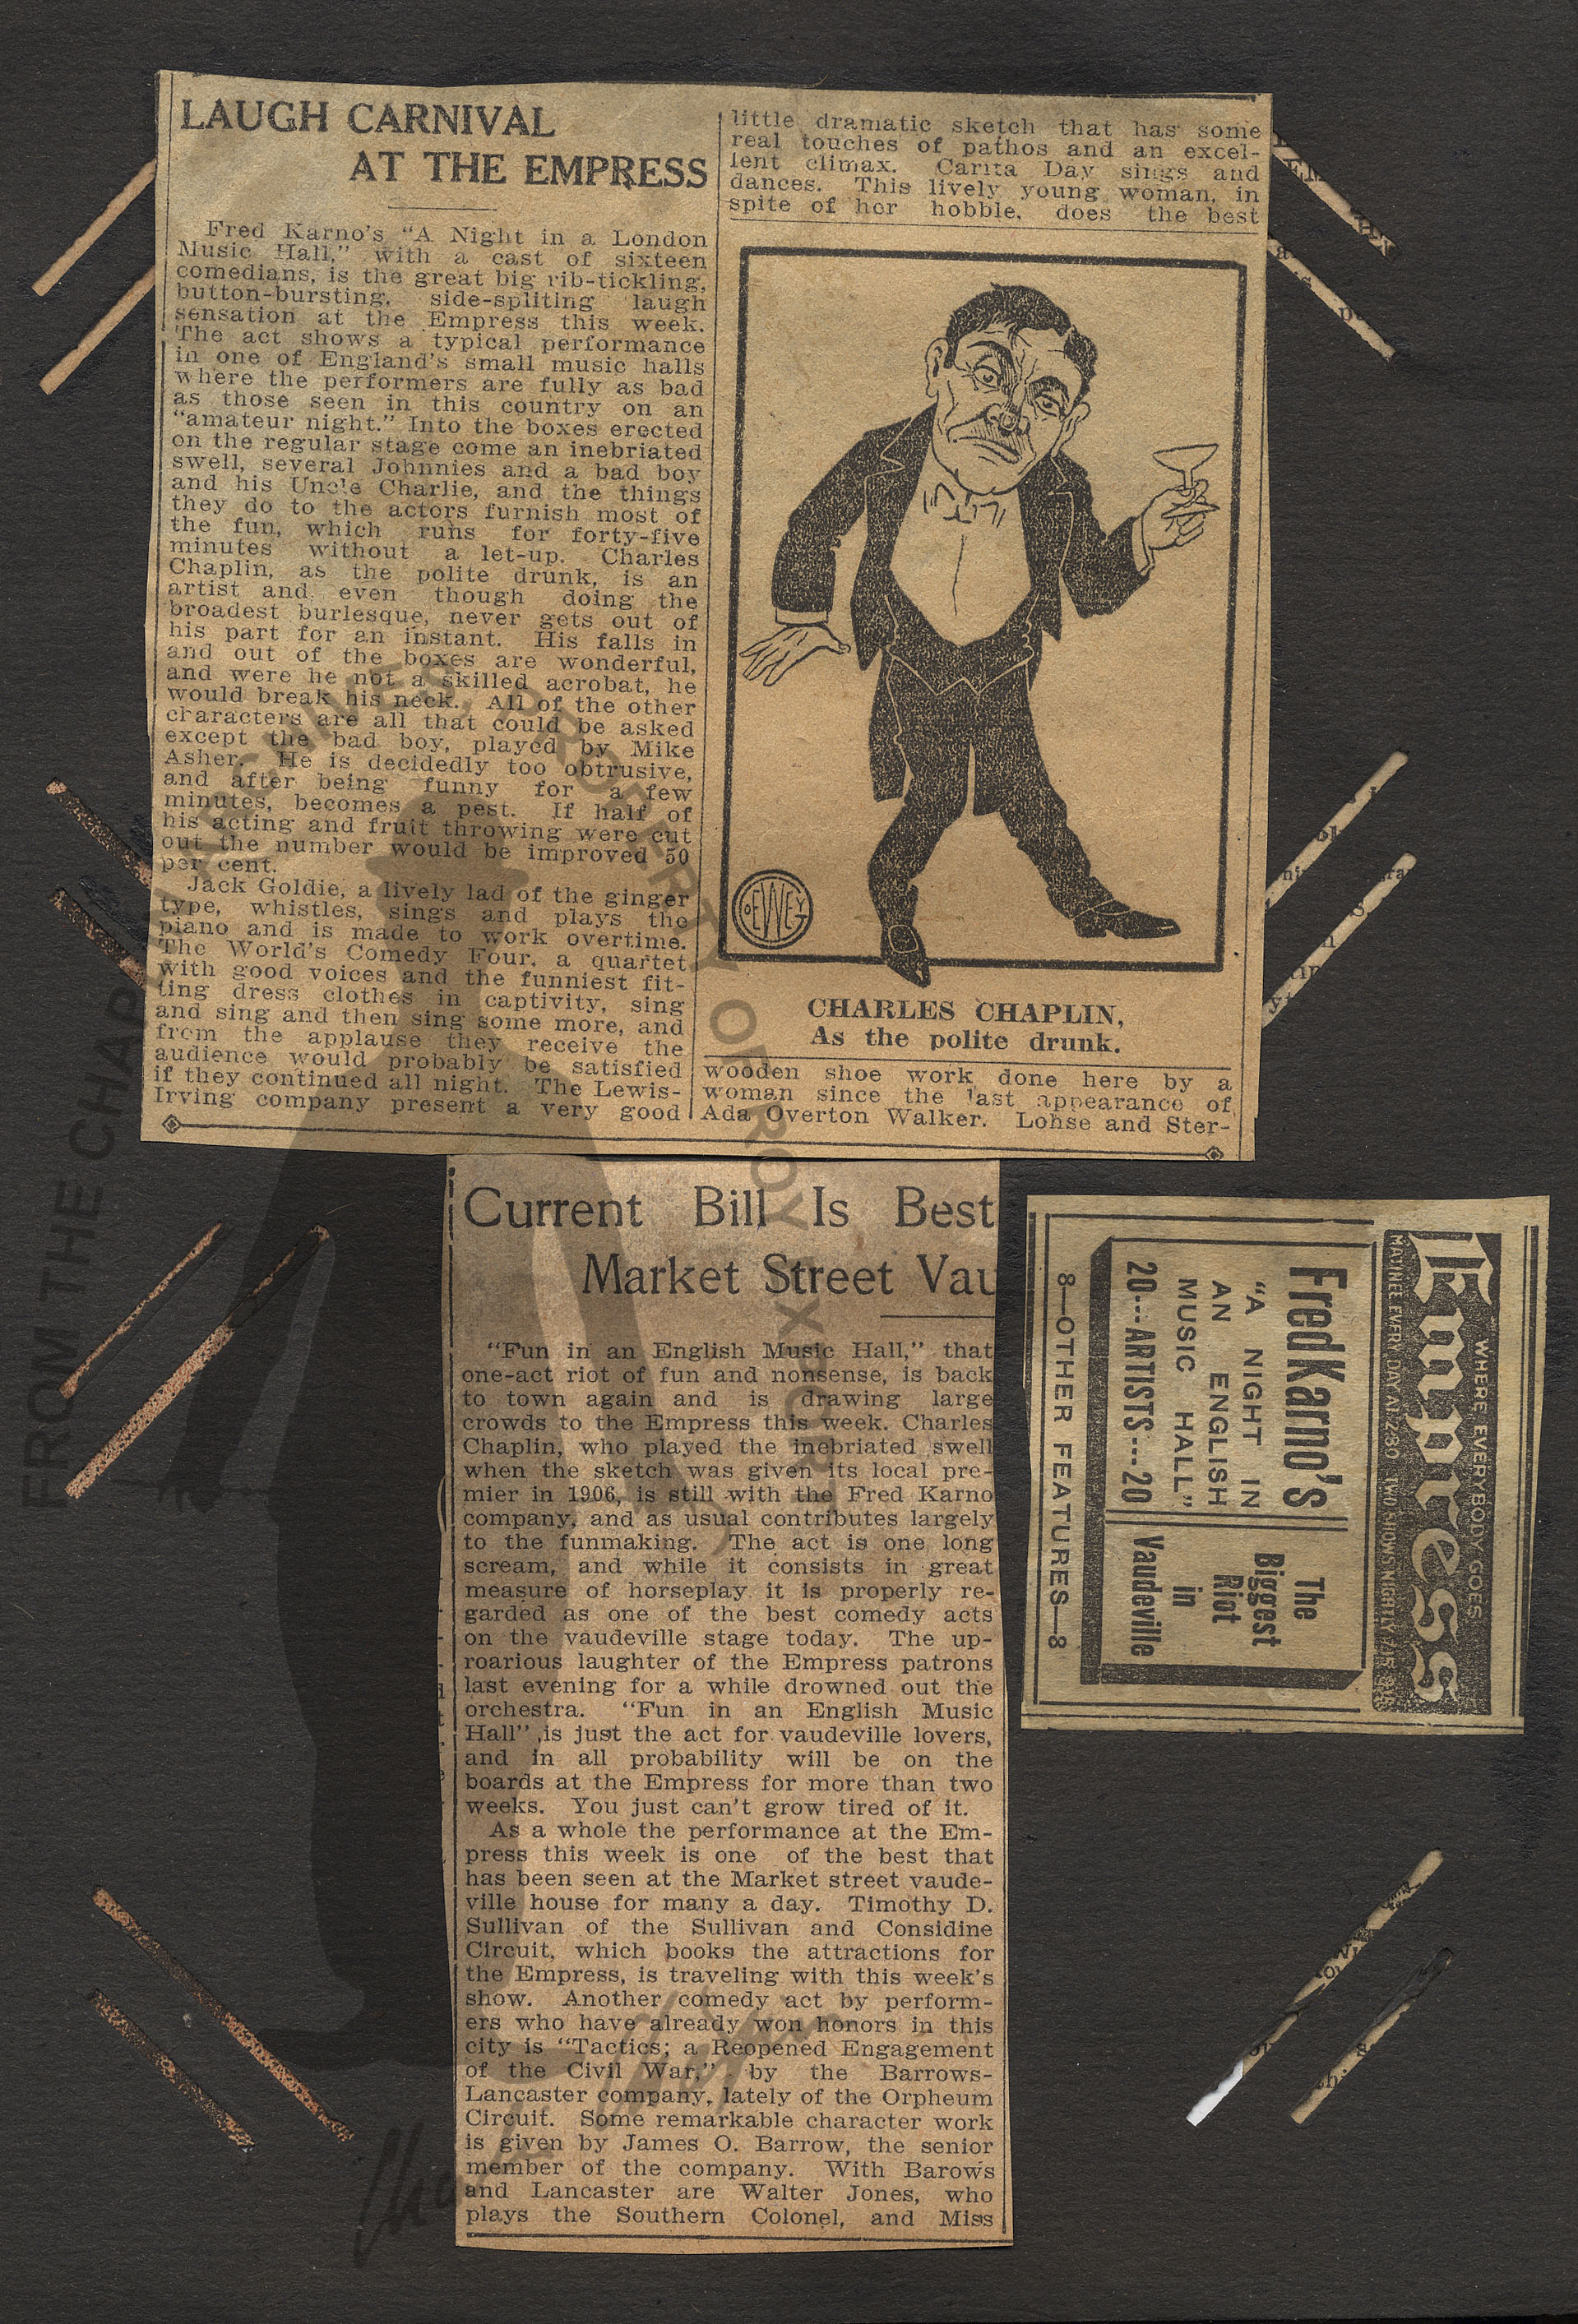 LAUGH CARNIVAL
AT THE EMPRESS
Fred Karno's "A Night in a London
Music Hall," with a cast of sixteen
comedians, is the great big rib-tickling,
button-bursting, side-spliting laugh
sensation at the Empress this week.
The act shows a typical performance
in one of England's small music halls
where the performers are fully as bad
as those seen in this country on an
"amateur night." Into the boxes erected
on the regular stage come an inebriated
swell, several Johnnies and a bad boy
and his Uncle Charlie, and the things
they do to the actors furnish most of
the fun, which runs for forty-five
minutes without a let-up. Charles
Chaplin, as the polite drunk, is an
artist and even though doing the
broadest burlesque, never gets out of
his part for an instant. His falls in
and out of the boxes are wonderful,
and were he not a skilled acrobat, he
would break his neck. All of the other
characters are all that could be asked
except the bad boy, played by Mike
Asher. He is decidedly too obtrusive,
and after being funny for a few
minutes, becomes a pest. If half of
his acting and fruit throwing were cut
out the number would be improved 50
per cent.
Jack Goldie, a lively lad of the ginger
type, whistles, sings and plays the
piano and is made to work overtime.
The World's Comedy Four, a quartet
with good voices and the funniest fit-
ting dress clothes in captivity, sing
and sing and then sing some more, and
from the applause they receive the
audience would probably be satisfied
if they continued all night. The Lewis-
Irving company present a very good
little dramatic sketch that has some
real touches of pathos and an excel-
lent climax. Carita Day sings and
dances. This lively young woman, in
spite of her hobble, does the best
CHARLES CHAPLIN,
As the polite drunk.
wooden shoe work done here by a
woman since the last appearance of
Ada Overton Walker. Lohse and Ster-
Current Bill Is Best
Market Street Vau
"Fun in an English Music Hall," that
one-act riot of fun and nonsense, is back
to town again and is drawing large
crowds to the Empress this week. Charles
Chaplin, who played the inebriated swell
when the sketch was given its local pre-
mier in 1906, is still with the Fred Karno
company, and as usual contributes largely
to the funmaking. The act is one long
scream, and while it consists in great
measure of horseplay it is properly re-
garded as one of the best comedy acts
on the vaudeville stage today. The up-
roarious laughter of the Empress patrons
last evening for a while drowned out the
orchestra. "Fun in an English Music
Hall" is just the act for vaudeville lovers,
and in all probability will be on the
boards at the Empress for more than two
weeks. You just can't grow tired of it.
As a whole the performance at the Em-
press this week is one of the best that
has been seen at the Market street vaude-
ville house for many a day. Timothy D.
Sullivan of the Sullivan and Considine
Circuit, which books the attractions for
the Empress, is traveling with this week's
show. Another comedy act by perform-
ers who have already won honors in this
city is "Tactics; a Reopened Engagement
of the Civil War," by the Barrows-
Lancaster company, lately of the Orpheum
Circuit. Some remarkable character work
is given by James O. Barrow, the senior
member of the company. With Barows
and Lancaster are Walter Jones, who
plays the Southern Colonel, and Miss
WHERE EVERYBODY GOES
Empress
MATINEE EVERY DAY AT 2:30 TWO SHOWS NIGHTLY
Fred Karno's
"A NIGHT IN
AN ENGLISH
MUSIC HALL"
20---ARTISTS---20
The
Biggest
Riot
in
Vaudeville
8—OTHER FEATURES—8
FROM THE CHAPLIN ARCHIVES, PROPERTY OF ROY EXPORT